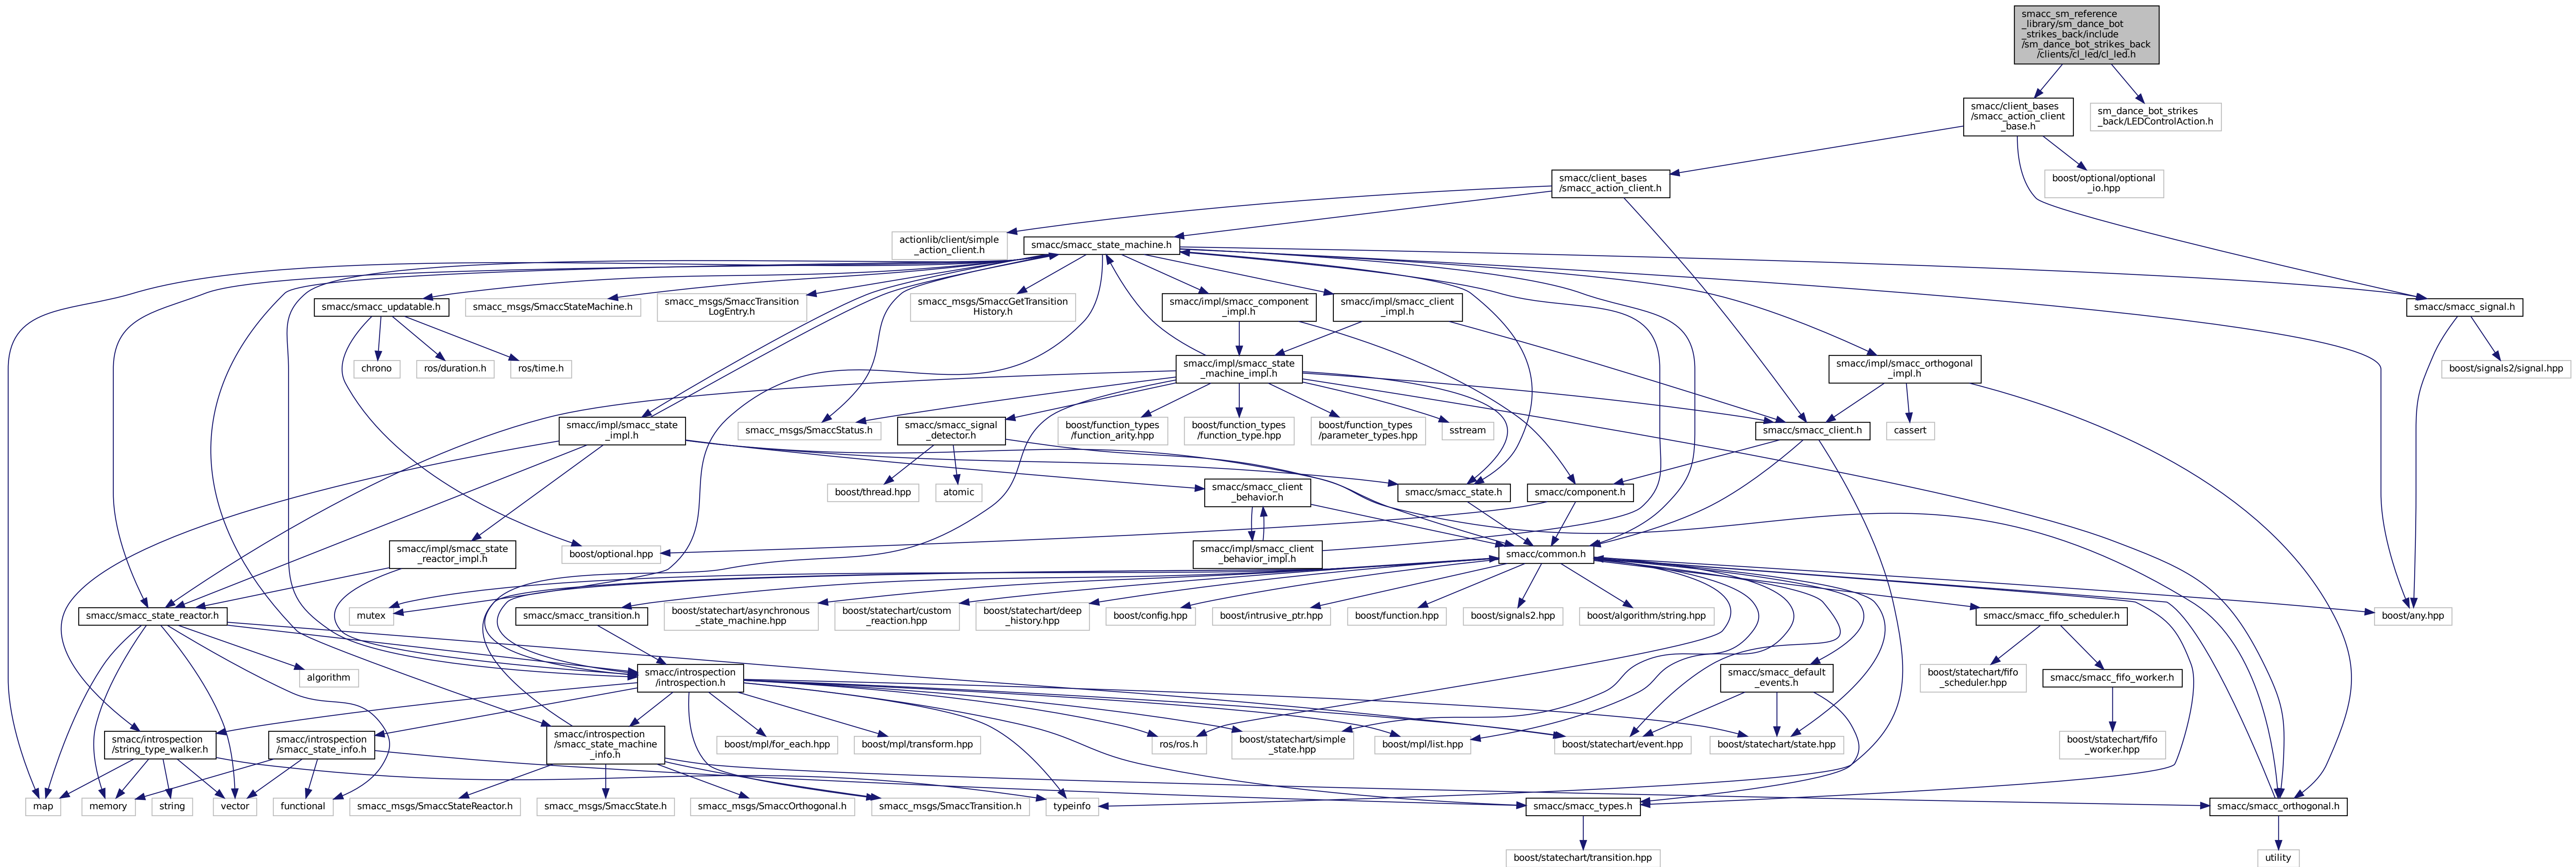 smacc_sm_reference
_library/sm_dance_bot
_strikes_back/include
/sm_dance_bot_strikes_back
/clients/cl_led/cl_led.h
smacc/client_bases
/smacc_action_client
_base.h
sm_dance_bot_strikes
_back/LEDControlAction.h
smacc/client_bases
/smacc_action_client.h
boost/optional/optional
_io.hpp
actionlib/client/simple
_action_client.h
smacc/smacc_state_machine.h
smacc/smacc_updatable.h
smacc_msgs/SmaccStateMachine.h
smacc_msgs/SmaccTransition
LogEntry.h
smacc_msgs/SmaccGetTransition
History.h
smacc/impl/smacc_component
_impl.h
smacc/impl/smacc_client
_impl.h
smacc/smacc_signal.h
chrono
ros/duration.h
ros/time.h
smacc/impl/smacc_state
_machine_impl.h
smacc/impl/smacc_orthogonal
_impl.h
boost/signals2/signal.hpp
smacc/impl/smacc_state
_impl.h
smacc_msgs/SmaccStatus.h
smacc/smacc_signal
_detector.h
boost/function_types
/function_arity.hpp
boost/function_types
/function_type.hpp
boost/function_types
/parameter_types.hpp
sstream
smacc/smacc_client.h
cassert
boost/thread.hpp
atomic
smacc/smacc_client
_behavior.h
smacc/smacc_state.h
smacc/component.h
smacc/impl/smacc_state
_reactor_impl.h
boost/optional.hpp
smacc/impl/smacc_client
_behavior_impl.h
smacc/common.h
smacc/smacc_state_reactor.h
mutex
smacc/smacc_transition.h
boost/statechart/asynchronous
_state_machine.hpp
boost/statechart/custom
_reaction.hpp
boost/statechart/deep
_history.hpp
boost/config.hpp
boost/intrusive_ptr.hpp
boost/function.hpp
boost/signals2.hpp
boost/algorithm/string.hpp
smacc/smacc_fifo_scheduler.h
boost/any.hpp
algorithm
smacc/introspection
/introspection.h
smacc/smacc_default
_events.h
boost/statechart/fifo
_scheduler.hpp
smacc/smacc_fifo_worker.h
smacc/introspection
/string_type_walker.h
smacc/introspection
/smacc_state_info.h
smacc/introspection
/smacc_state_machine
_info.h
boost/mpl/for_each.hpp
boost/mpl/transform.hpp
ros/ros.h
boost/statechart/simple
_state.hpp
boost/mpl/list.hpp
boost/statechart/event.hpp
boost/statechart/state.hpp
boost/statechart/fifo
_worker.hpp
map
memory
string
vector
functional
smacc_msgs/SmaccStateReactor.h
smacc_msgs/SmaccState.h
smacc_msgs/SmaccOrthogonal.h
smacc_msgs/SmaccTransition.h
typeinfo
smacc/smacc_types.h
smacc/smacc_orthogonal.h
boost/statechart/transition.hpp
utility